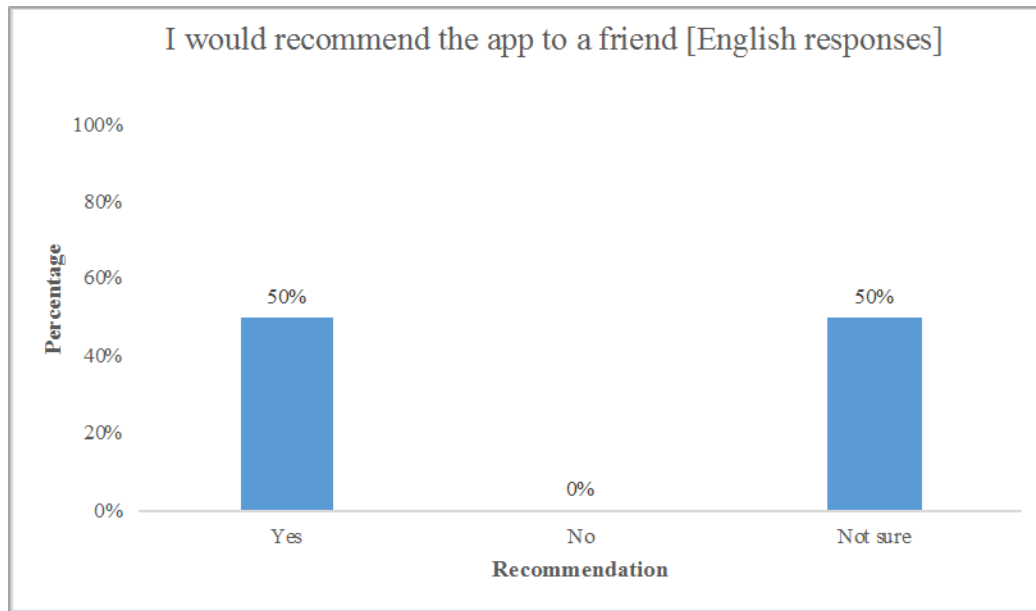 I would recommend the app to a friend [English responses]
100%
80%
60%
40%
20%
0%
Percentage
50%
0%
50%
Yes
No
Not sure
Recommendation